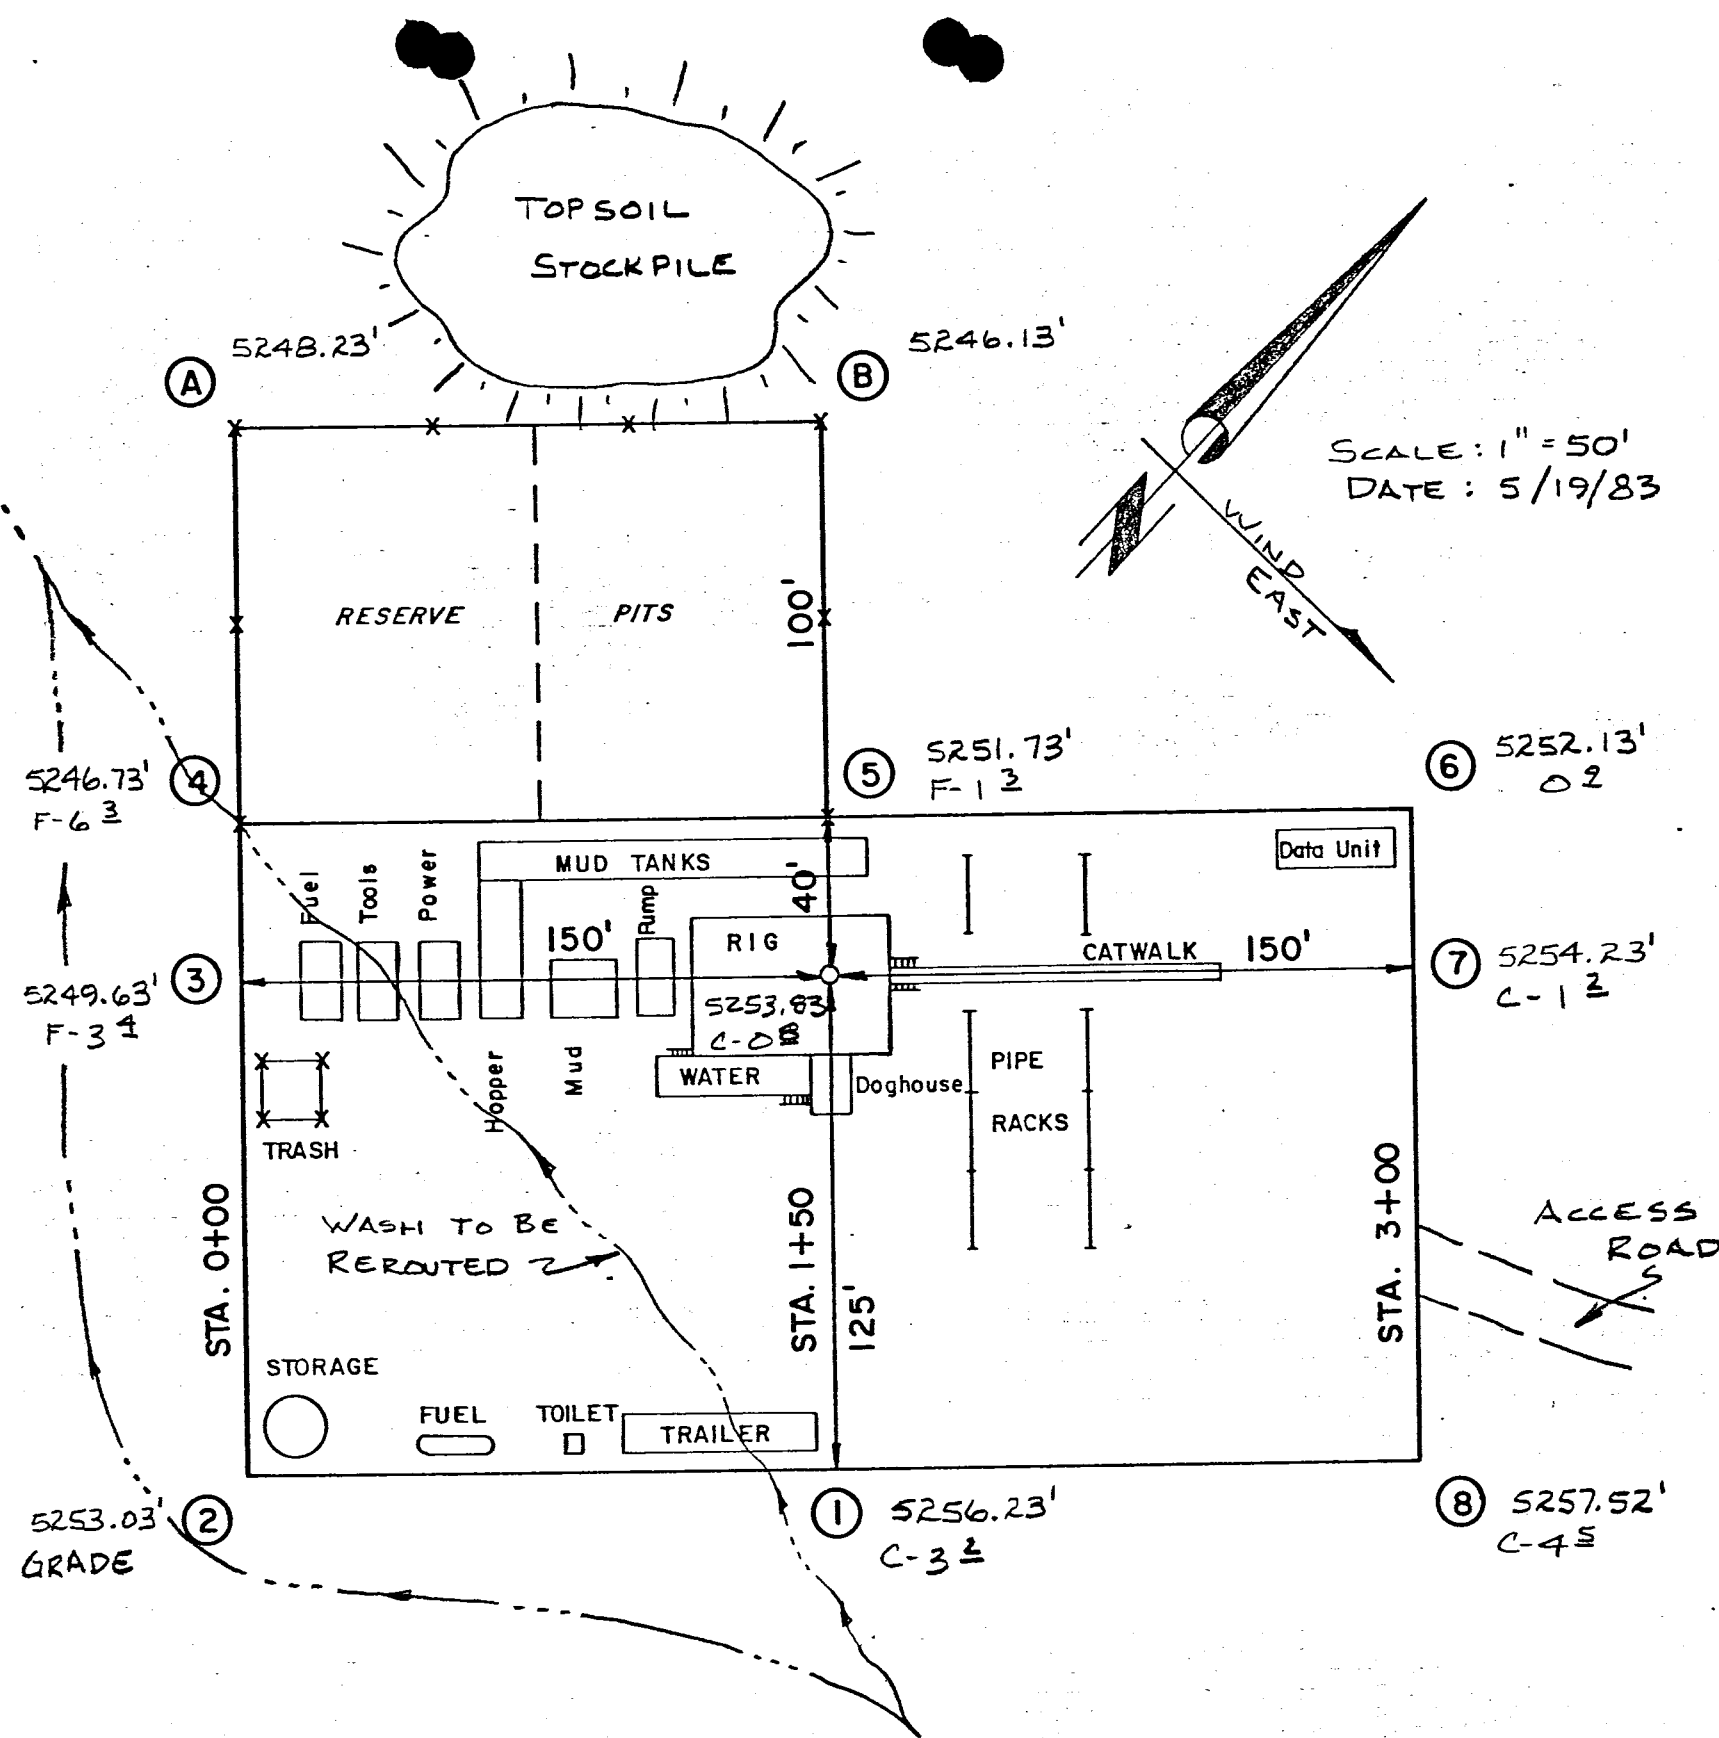 TOPSOIL
STOCKPILE
5248.23'
A
B
5246.13'
SCALE: 1" = 50'
DATE: 5/19/83
WIND
EAST
RESERVE PITS
100'
5246.73'
F-6 3
4
5
5251.73'
F-1 3
6
5252.13'
0 9
MUD TANKS
Data Unit
Fuel
Tools
Power
Pump
40'
150'
RIG
CATWALK
150'
3
5249.63'
F-3 4
5253.83
C-0
7
5254.23'
C-1 2
TRASH
Hopper
Mud
WATER
Doghouse
PIPE
RACKS
STA. 0+00
WASH TO BE
REROUTED
STA. 1+50
125'
STA. 3+00
ACCESS
ROAD
STORAGE
FUEL
TOILET
TRAILER
5253.03'
GRADE
2
1
5256.23'
C-3 2
8
5257.52'
C-4 5